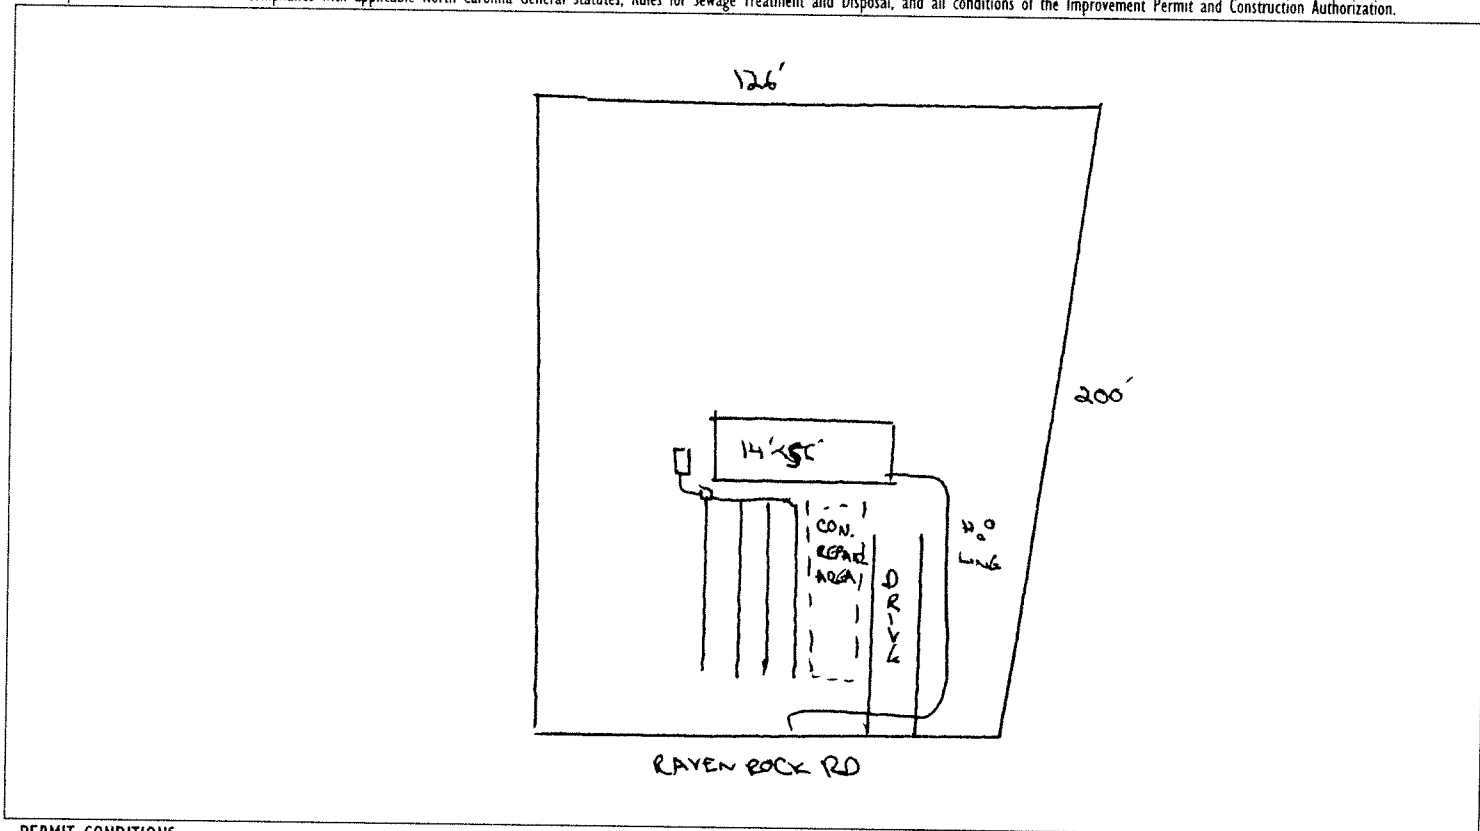 compliance with applicable North Carolina General Statutes, Rules for Sewage Treatment and Disposal, and all conditions of the Improvement Permit and Construction Authorization.
126'
200'
14'x
CON.
REPAIR
AREA
DRIVE
H2O
LINE
RAVEN ROCK RD
PERMIT CONDITIONS